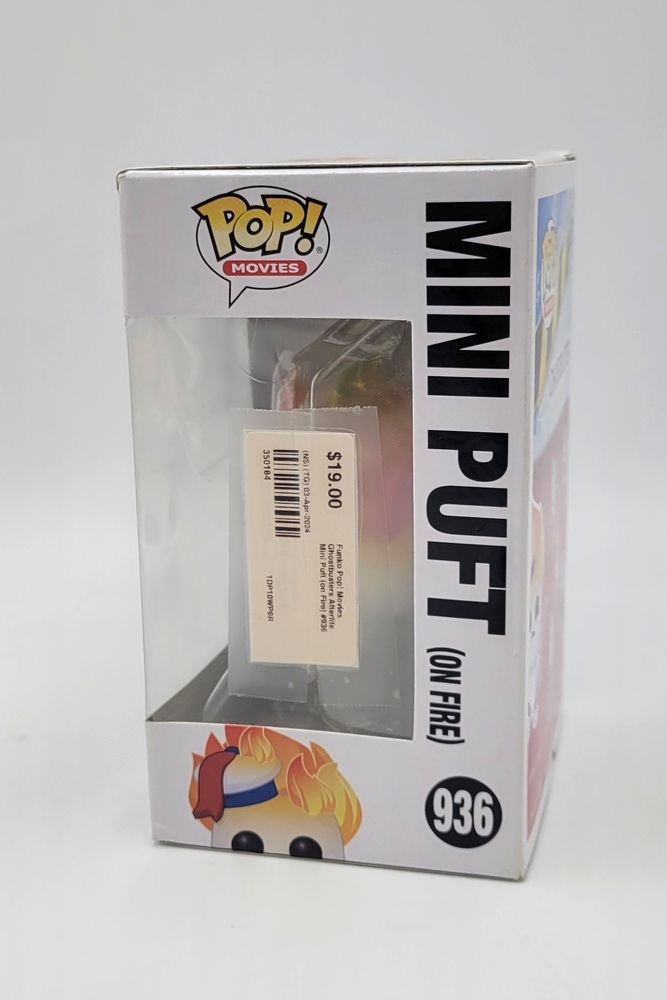 POP!
MOVIES
MINI PUFT (ON FIRE)
936
$19.00
Funko Pop! Movies
Ghostbusters Afterlife
Mini Puft (on Fire) #936
(NS) (TG) 03-Apr-2024
350184
1DP10WP6R